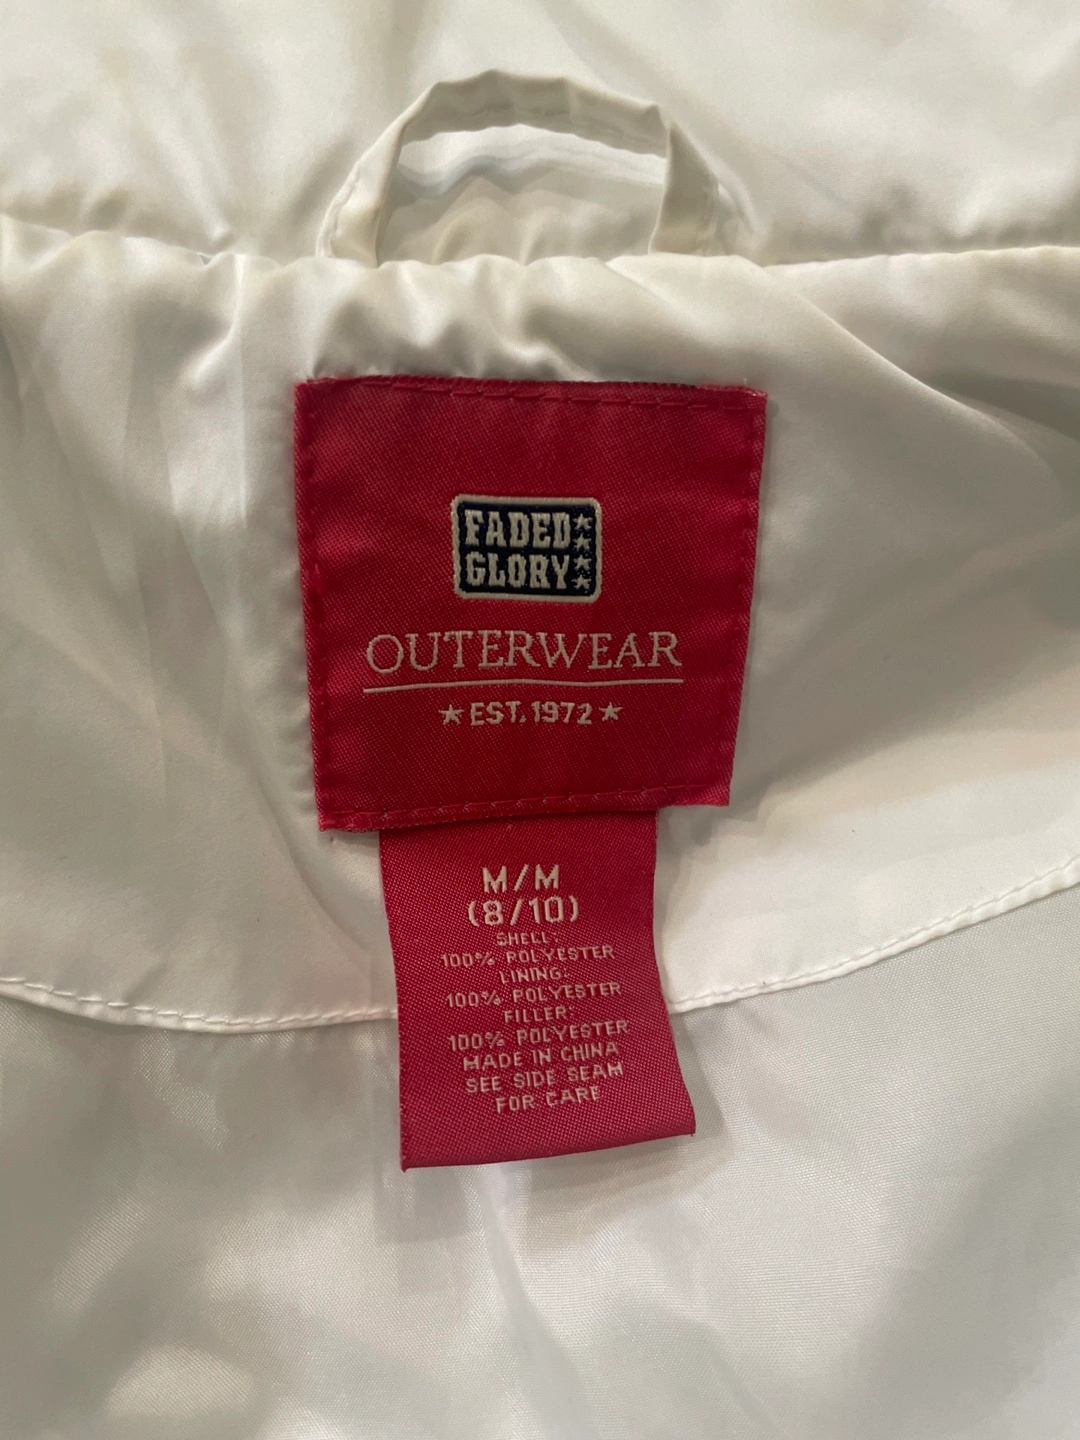 FADED
GLORY
OUTERWEAR
★ EST. 1972 ★
M/M
(8/10)
SHELL:
100% POLYESTER
LINING:
100% POLYESTER
FILLER:
100% POLYESTER
MADE IN CHINA
SEE SIDE SEAM
FOR CARE